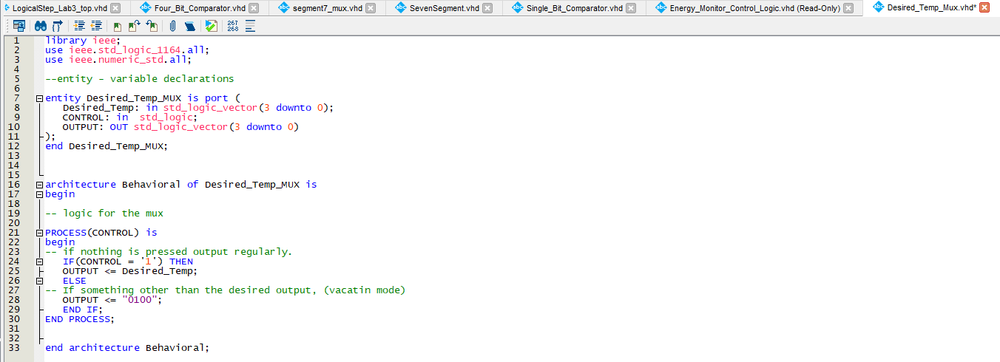 LogicalStep_Lab3_top.vhd Four_Bit_Comparator.vhd segment7_mux.vhd SevenSegment.vhd Single_Bit_Comparator.vhd Energy_Monitor_Control_Logic.vhd (Read-Only) Desired_Temp_Mux.vhd*
267
268
1 library ieee;
2 use ieee.std_logic_1164.all;
3 use ieee.numeric_std.all;
4
5 --entity - variable declarations
6
7 entity Desired_Temp_MUX is port (
8 Desired_Temp: in std_logic_vector(3 downto 0);
9 CONTROL: in std_logic;
10 OUTPUT: OUT std_logic_vector(3 downto 0)
11 );
12 end Desired_Temp_MUX;
13
14
15
16 architecture Behavioral of Desired_Temp_MUX is
17 begin
18
19 -- logic for the mux
20
21 PROCESS(CONTROL) is
22 begin
23 -- if nothing is pressed output regularly.
24 IF(CONTROL = '1') THEN
25 OUTPUT <= Desired_Temp;
26 ELSE
27 -- If something other than the desired output, (vacatin mode)
28 OUTPUT <= "0100";
29 END IF;
30 END PROCESS;
31
32
33 end architecture Behavioral;